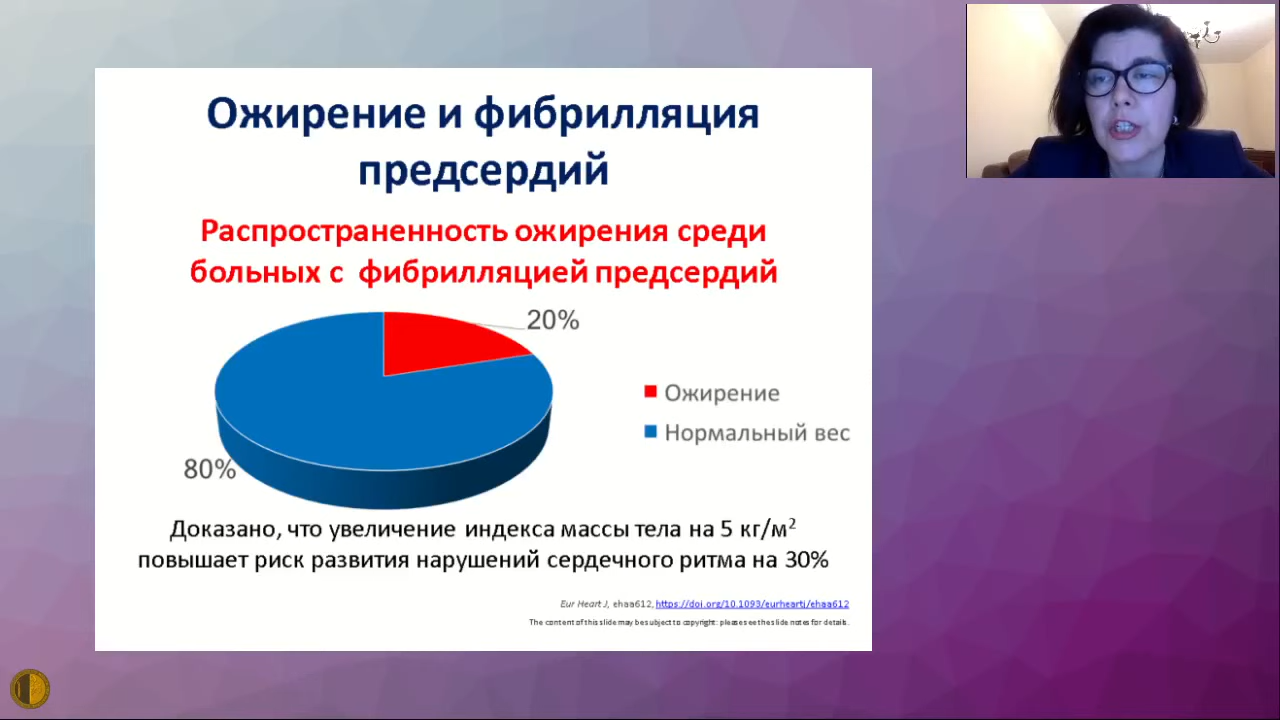 Ожирение и фибрилляция
предсердий
Распространенность ожирения среди
больных с фибрилляцией предсердий
20%
Ожирение
Нормальный вес
80%
Доказано, что увеличение индекса массы тела на 5 кг/м²
повышает риск развития нарушений сердечного ритма на 30%
Eur Heart J, ehaa612, https://doi.org/10.1093/eurheartj/ehaa612
The content of this slide may be subject to copyright: please see the slide notes for details.